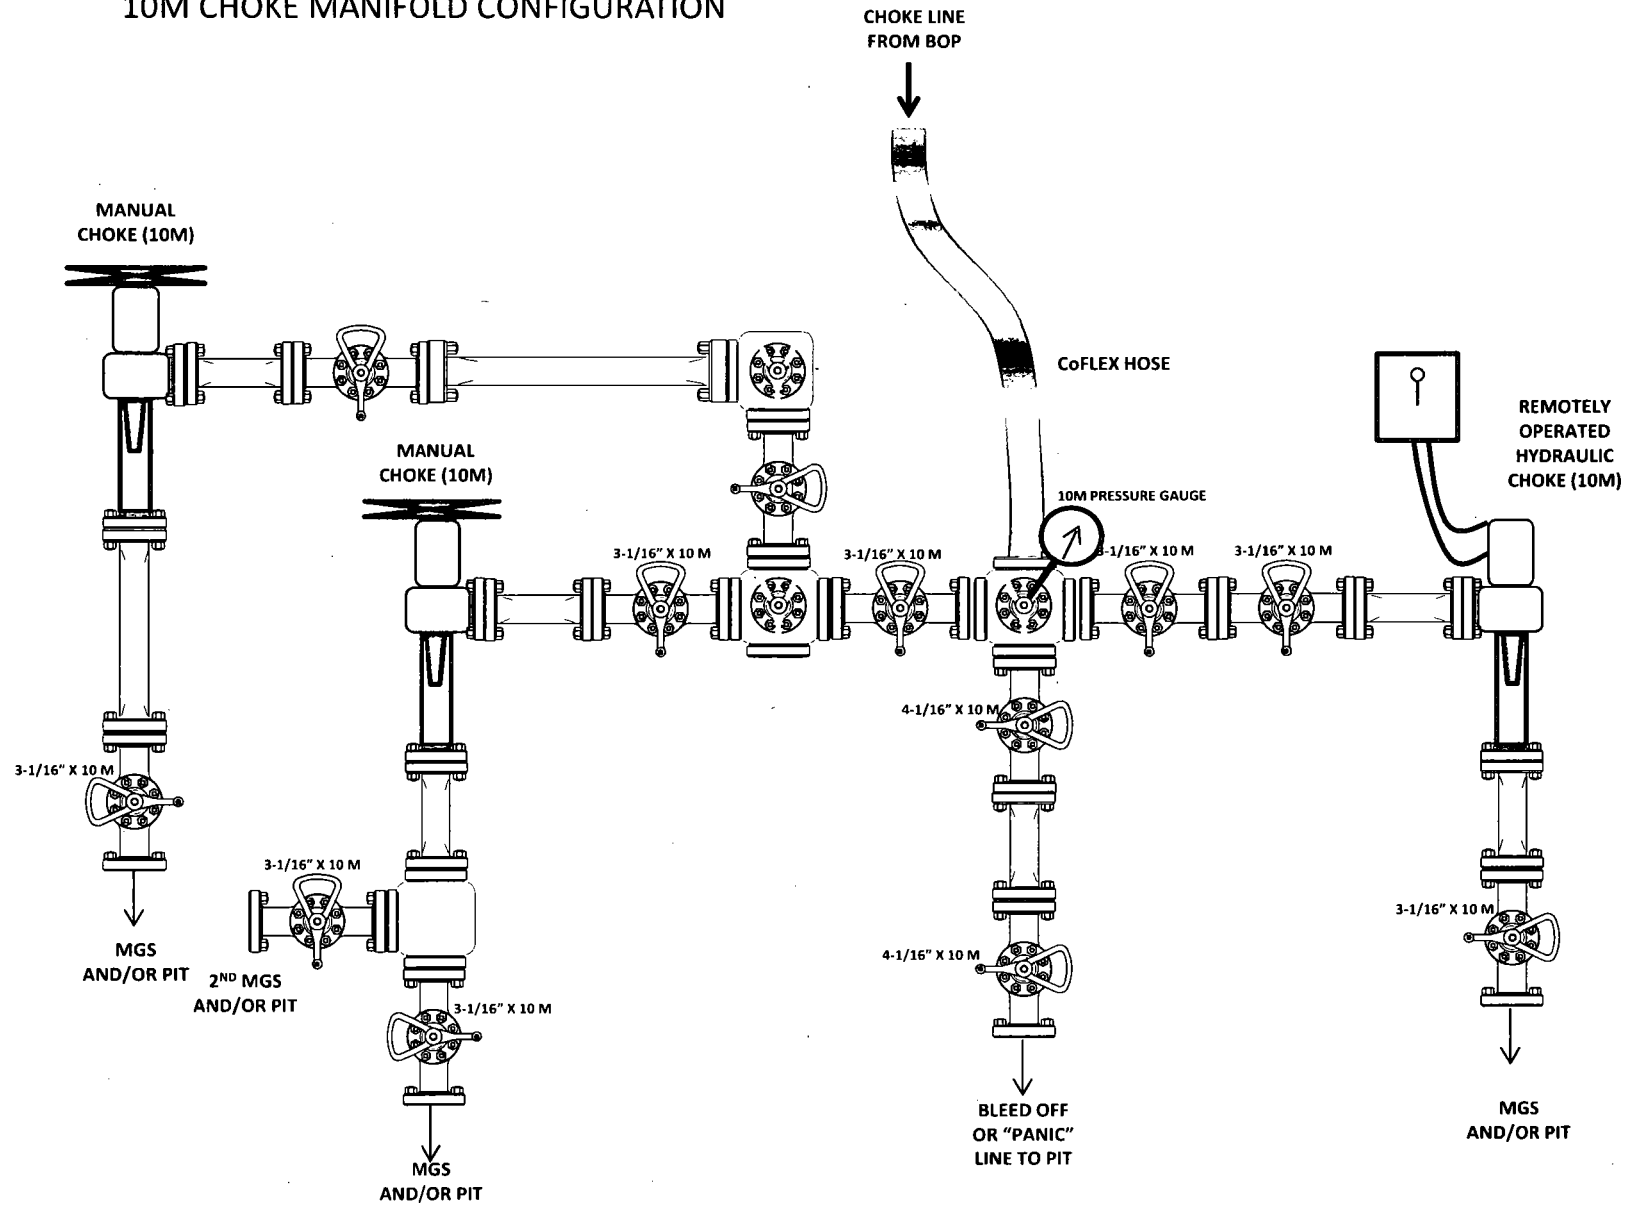 10M CHOKE MANIFOLD CONFIGURATION
CHOKE LINE
FROM BOP
MANUAL
CHOKE (10M)
CoFLEX HOSE
REMOTELY
OPERATED
HYDRAULIC
CHOKE (10M)
MANUAL
CHOKE (10M)
10M PRESSURE GAUGE
3-1/16" X 10 M
3-1/16" X 10 M
3-1/16" X 10 M
3-1/16" X 10 M
4-1/16" X 10 M
3-1/16" X 10 M
3-1/16" X 10 M
3-1/16" X 10 M
4-1/16" X 10 M
MGS
AND/OR PIT
2ND MGS
AND/OR PIT
3-1/16" X 10 M
BLEED OFF
OR “PANIC”
LINE TO PIT
MGS
AND/OR PIT
MGS
AND/OR PIT